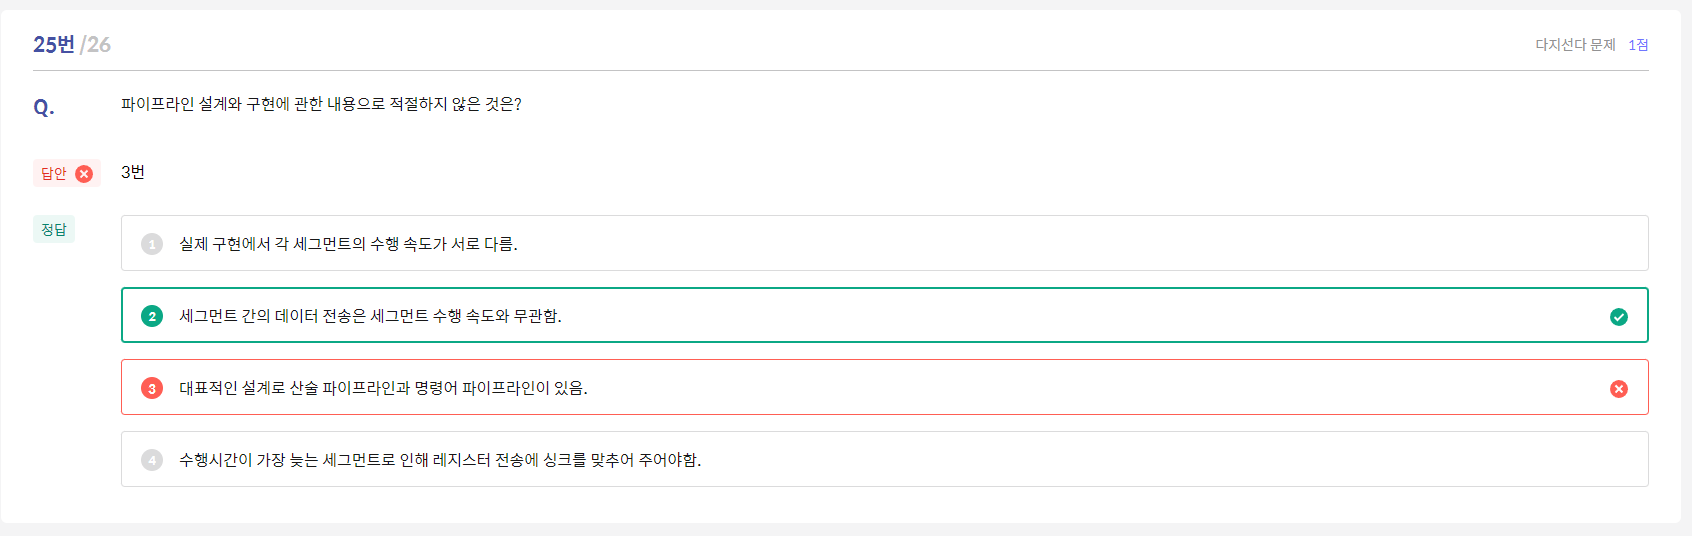 25번 /26
다지선다 문제 1점
Q. 파이프라인 설계와 구현에 관한 내용으로 적절하지 않은 것은?
답안 3번
정답
1 실제 구현에서 각 세그먼트의 수행 속도가 서로 다름.
2 세그먼트 간의 데이터 전송은 세그먼트 수행 속도와 무관함.
3 대표적인 설계로 산술 파이프라인과 명령어 파이프라인이 있음.
4 수행시간이 가장 늦는 세그먼트로 인해 레지스터 전송에 싱크를 맞추어 주어야함.